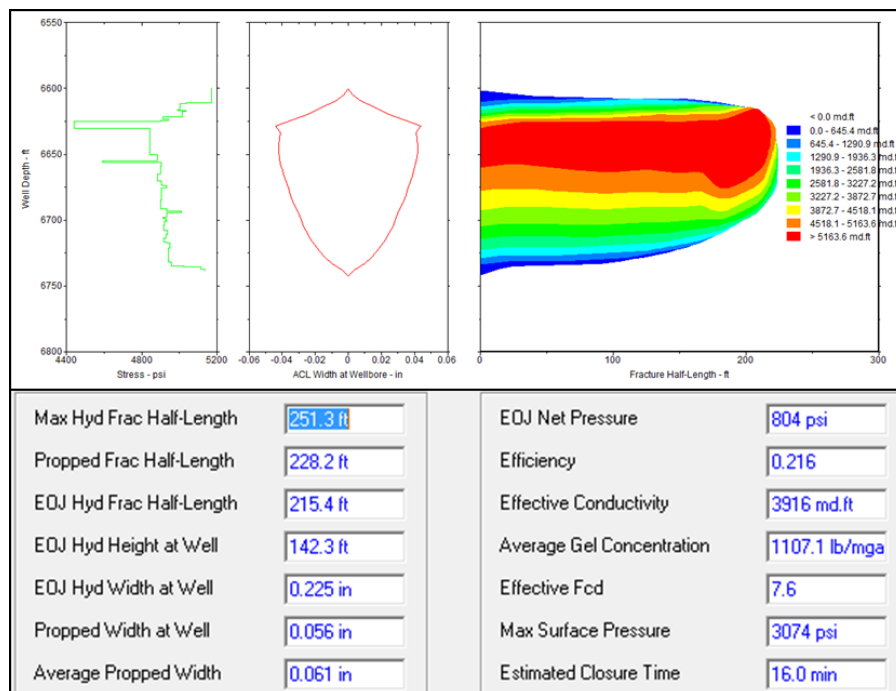 6550
6600
6650
6700
6750
6800
Well Depth - ft
4400 4800 5200
Stress - psi
-0.06 -0.04 -0.02 0 0.02 0.04 0.06
ACL Width at Wellbore - in
0 100 200 300
Fracture Half-Length - ft
< 0.0 md.ft
0.0 - 645.4 md.ft
645.4 - 1290.9 md.ft
1290.9 - 1936.3 md.ft
1936.3 - 2581.8 md.ft
2581.8 - 3227.2 md.ft
3227.2 - 3872.7 md.ft
3872.7 - 4518.1 md.ft
4518.1 - 5163.6 md.ft
> 5163.6 md.ft
Max Hyd Frac Half-Length 251.3 ft
Propped Frac Half-Length 228.2 ft
EOJ Hyd Frac Half-Length 215.4 ft
EOJ Hyd Height at Well 142.3 ft
EOJ Hyd Width at Well 0.225 in
Propped Width at Well 0.056 in
Average Propped Width 0.061 in
EOJ Net Pressure 804 psi
Efficiency 0.216
Effective Conductivity 3916 md.ft
Average Gel Concentration 1107.1 lb/mga
Effective Fcd 7.6
Max Surface Pressure 3074 psi
Estimated Closure Time 16.0 min